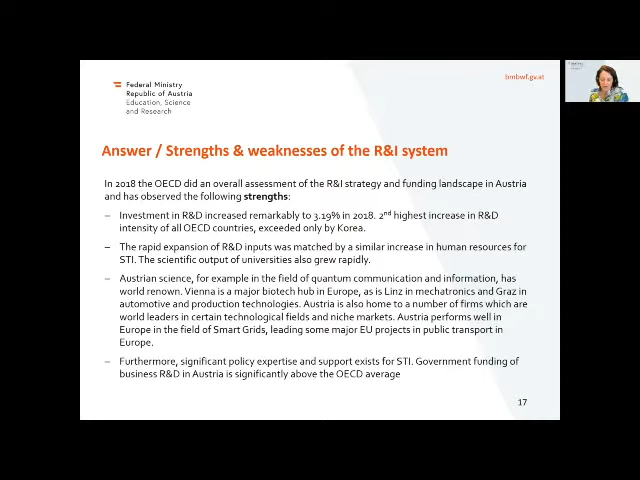 bmbwf.gv.at
Federal Ministry
Republic of Austria
Education, Science
and Research
Answer / Strengths & weaknesses of the R&I system
In 2018 the OECD did an overall assessment of the R&I strategy and funding landscape in Austria
and has observed the following strengths:
– Investment in R&D increased remarkably to 3.19% in 2018. 2nd highest increase in R&D
intensity of all OECD countries, exceeded only by Korea.
– The rapid expansion of R&D inputs was matched by a similar increase in human resources for
STI. The scientific output of universities also grew rapidly.
– Austrian science, for example in the field of quantum communication and information, has
world renown. Vienna is a major biotech hub in Europe, as is Linz in mechatronics and Graz in
automotive and production technologies. Austria is also home to a number of firms which are
world leaders in certain technological fields and niche markets. Austria performs well in
Europe in the field of Smart Grids, leading some major EU projects in public transport in
Europe.
– Furthermore, significant policy expertise and support exists for STI. Government funding of
business R&D in Austria is significantly above the OECD average
17